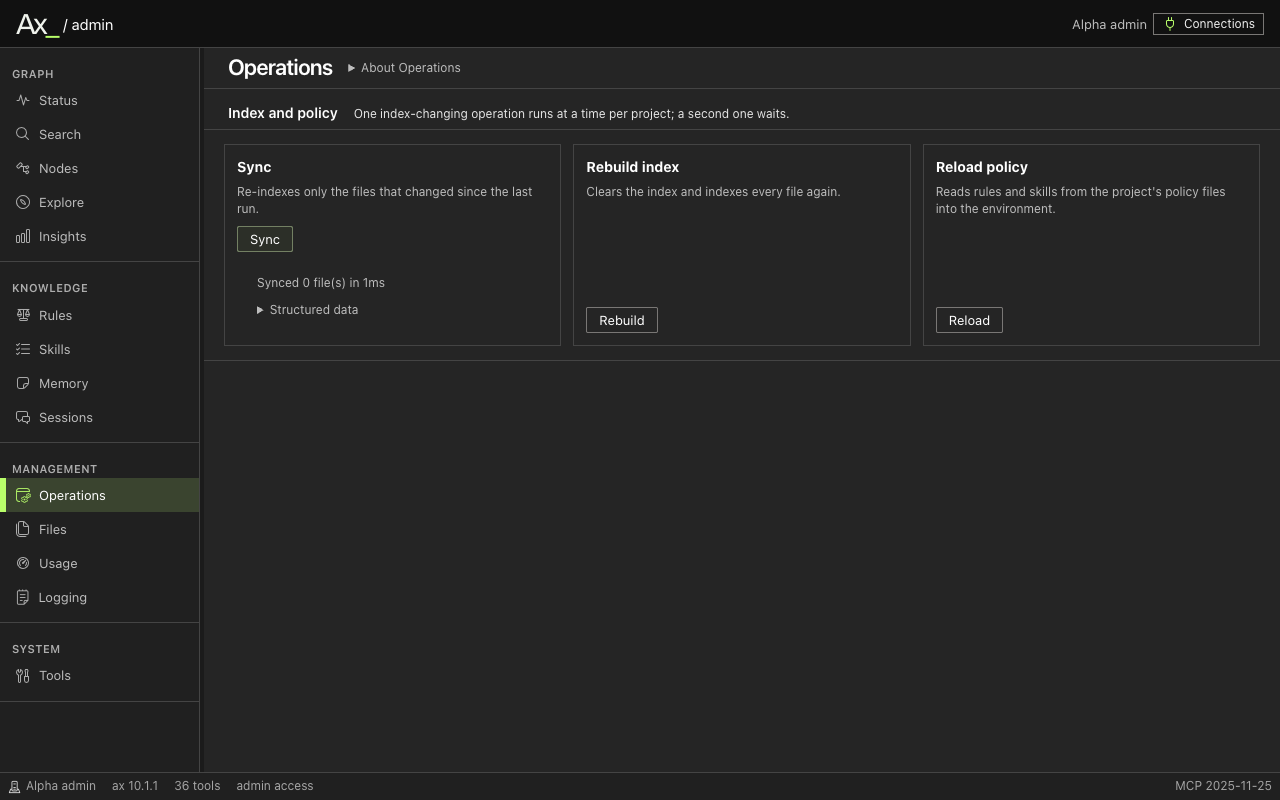 Ax_ / admin
Alpha admin
Connections
GRAPH
Status
Search
Nodes
Explore
Insights
KNOWLEDGE
Rules
Skills
Memory
Sessions
MANAGEMENT
Operations
Files
Usage
Logging
SYSTEM
Tools
Operations
About Operations
Index and policy
One index-changing operation runs at a time per project; a second one waits.
Sync
Re-indexes only the files that changed since the last
run.
Sync
Synced 0 file(s) in 1ms
Structured data
Rebuild index
Clears the index and indexes every file again.
Rebuild
Reload policy
Reads rules and skills from the project's policy files
into the environment.
Reload
Alpha admin
ax 10.1.1
36 tools
admin access
MCP 2025-11-25